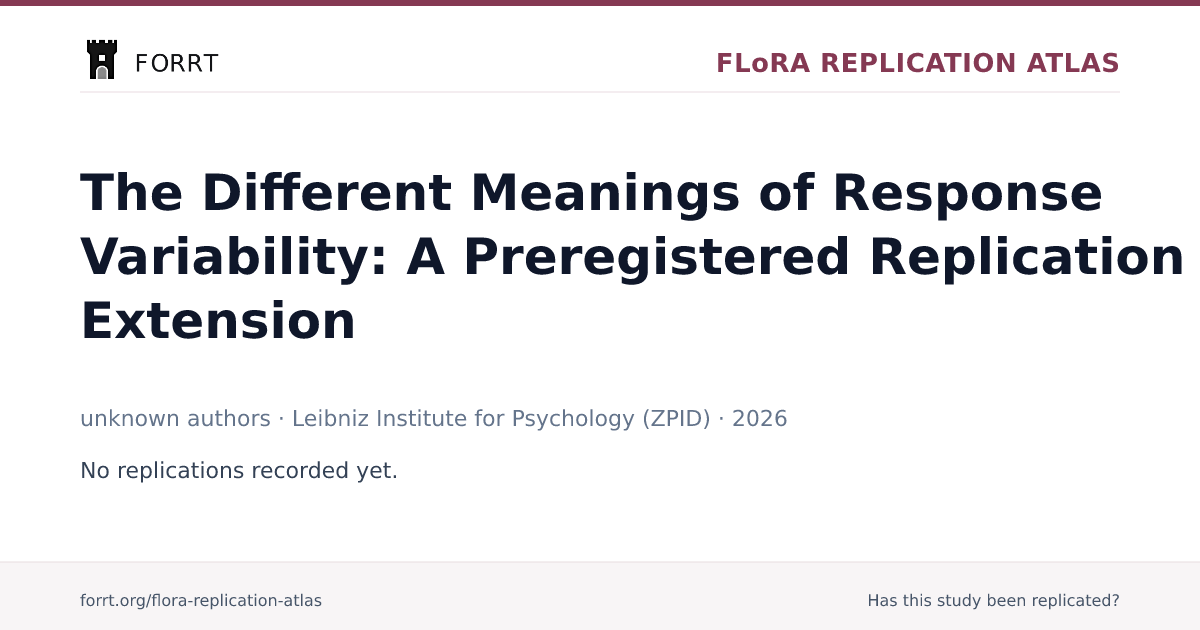 FORRT
FLoRA REPLICATION ATLAS
The Different Meanings of Response
Variability: A Preregistered Replication
Extension
unknown authors · Leibniz Institute for Psychology (ZPID) · 2026
No replications recorded yet.
forrt.org/flora-replication-atlas
Has this study been replicated?